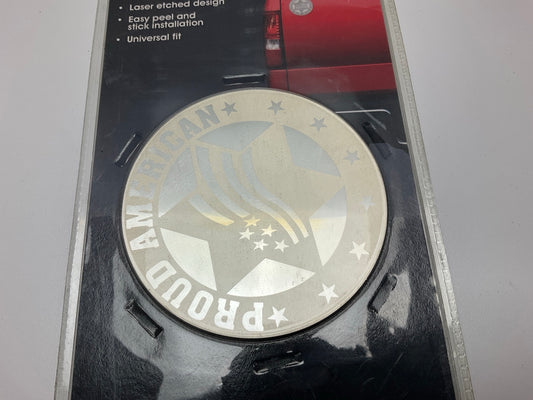 • Laser etched design
• Easy peel and
stick installation
• Universal fit
PROUD AMERICAN